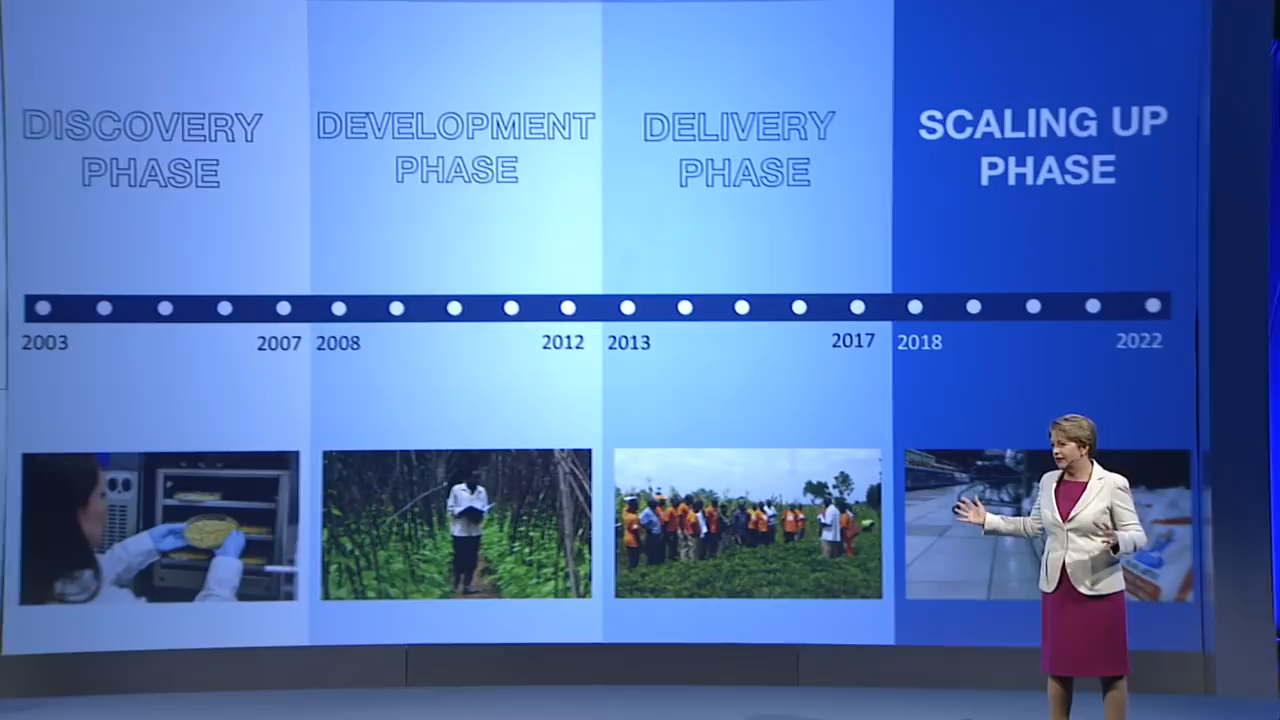 DISCOVERY
PHASE
DEVELOPMENT
PHASE
DELIVERY
PHASE
SCALING UP
PHASE
2003
2007
2008
2012
2013
2017
2018
2022